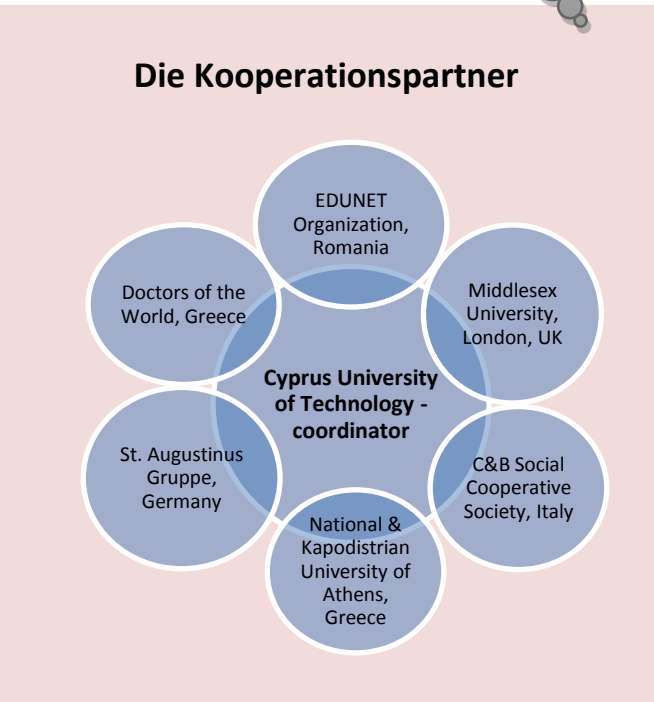 Die Kooperationspartner
EDUNET
Organization,
Romania
Middlesex
University,
London, UK
C&B Social
Cooperative
Society, Italy
National &
Kapodistrian
University of
Athens,
Greece
St. Augustinus
Gruppe,
Germany
Doctors of the
World, Greece
Cyprus University
of Technology -
coordinator